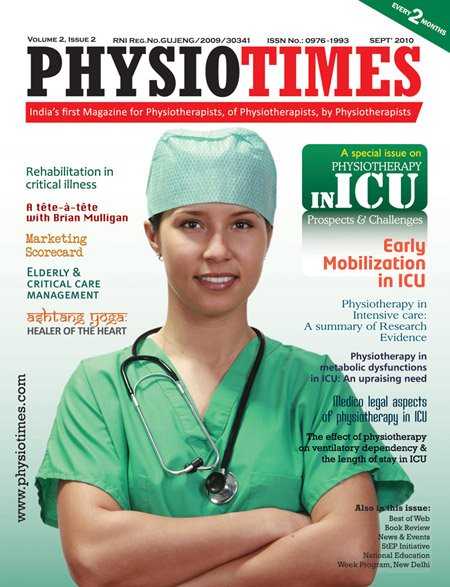 EVERY 2 MONTHS
VOLUME 2, ISSUE 2 RNI REG.NO.GUJENG/2009/30341 ISSN NO.: 0976-1993 SEPT' 2010
PHYSIOTIMES
India's first Magazine for Physiotherapists, of Physiotherapists, by Physiotherapists
Rehabilitation in
critical illness
A tête-à-tête
with Brian Mulligan
Marketing
Scorecard
ELDERLY &
CRITICAL CARE
MANAGEMENT
ashtang yoga:
HEALER OF THE HEART
www.physiotimes.com
A special issue on
PHYSIOTHERAPY
IN ICU
Prospects & Challenges
Early
Mobilization
in ICU
Physiotherapy in
Intensive care:
A summary of Research
Evidence
Physiotherapy in
metabolic dysfunctions
in ICU: An upraising need
Medico legal aspects
of physiotherapy in ICU
The effect of physiotherapy
on ventilatory dependency &
the length of stay in ICU
Also in this issue:
Best of Web
Book Review
News & Events
StEP Initiative
National Education
Week Program, New Delhi